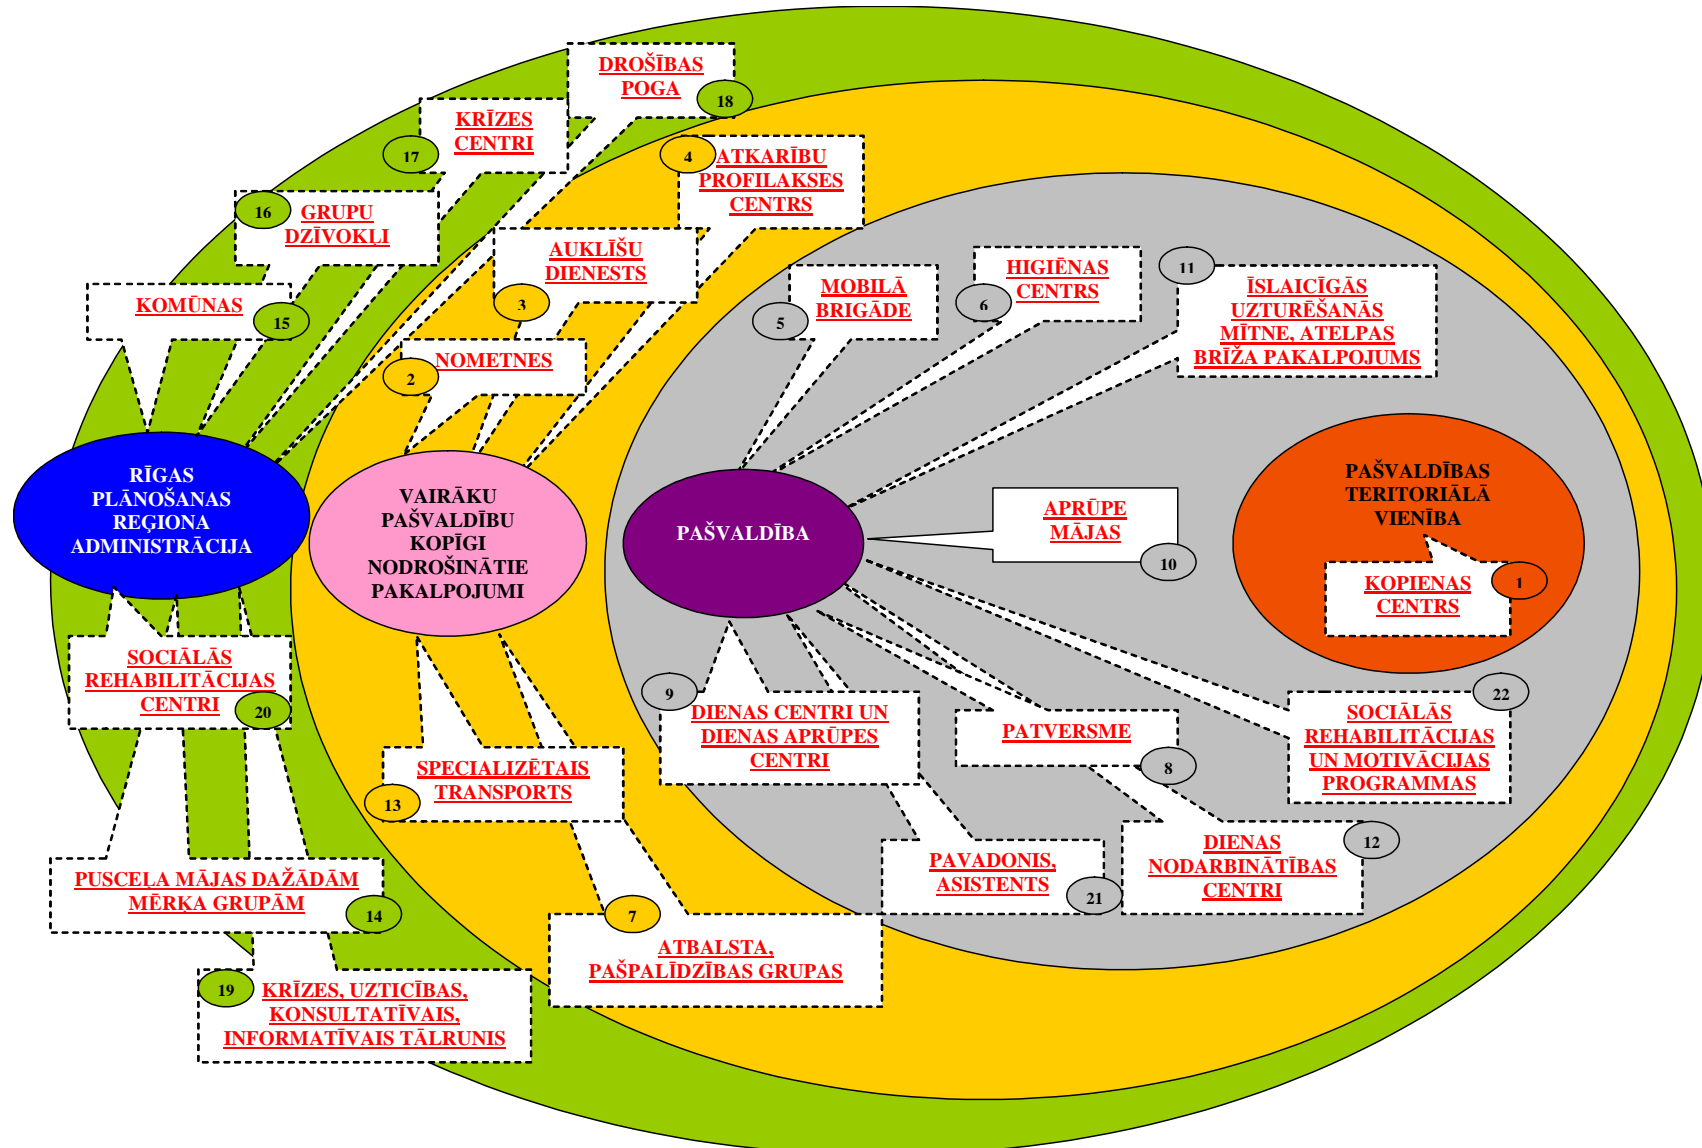 DROŠĪBAS
POGA
18
KRĪZES
CENTRI
17
4
ATKARĪBU
PROFILAKSES
CENTRS
16
GRUPU
DZĪVOKĻI
AUKLĪŠU
DIENESTS
3
MOBILĀ
BRIGĀDE
5
HIGIĒNAS
CENTRS
6
11
ĪSLAICĪGĀS
UZTURĒŠANĀS
MĪTNE, ATELPAS
BRĪŽA PAKALPOJUMS
KOMŪNAS
15
NOMETNES
2
RĪGAS
PLĀNOŠANAS
REĢIONA
ADMINISTRĀCIJA
VAIRĀKU
PAŠVALDĪBU
KOPĪGI
NODROŠINĀTIE
PAKALPOJUMI
PAŠVALDĪBA
APRŪPE
MĀJAS
10
PAŠVALDĪBAS
TERITORIĀLĀ
VIENĪBA
KOPIENAS
CENTRS
1
SOCIĀLĀS
REHABILITĀCIJAS
CENTRI
20
9
DIENAS CENTRI UN
DIENAS APRŪPES
CENTRI
PATVERSME
8
22
SOCIĀLĀS
REHABILITĀCIJAS
UN MOTIVĀCIJAS
PROGRAMMAS
SPECIALIZĒTAIS
TRANSPORTS
13
PUSCEĻA MĀJAS DAŽĀDĀM
MĒRĶA GRUPĀM
14
PAVADONIS,
ASISTENTS
21
DIENAS
NODARBINĀTĪBAS
CENTRI
12
7
ATBALSTA,
PAŠPALĪDZĪBAS GRUPAS
19
KRĪZES, UZTICĪBAS,
KONSULTATĪVAIS,
INFORMATĪVAIS TĀLRUNIS